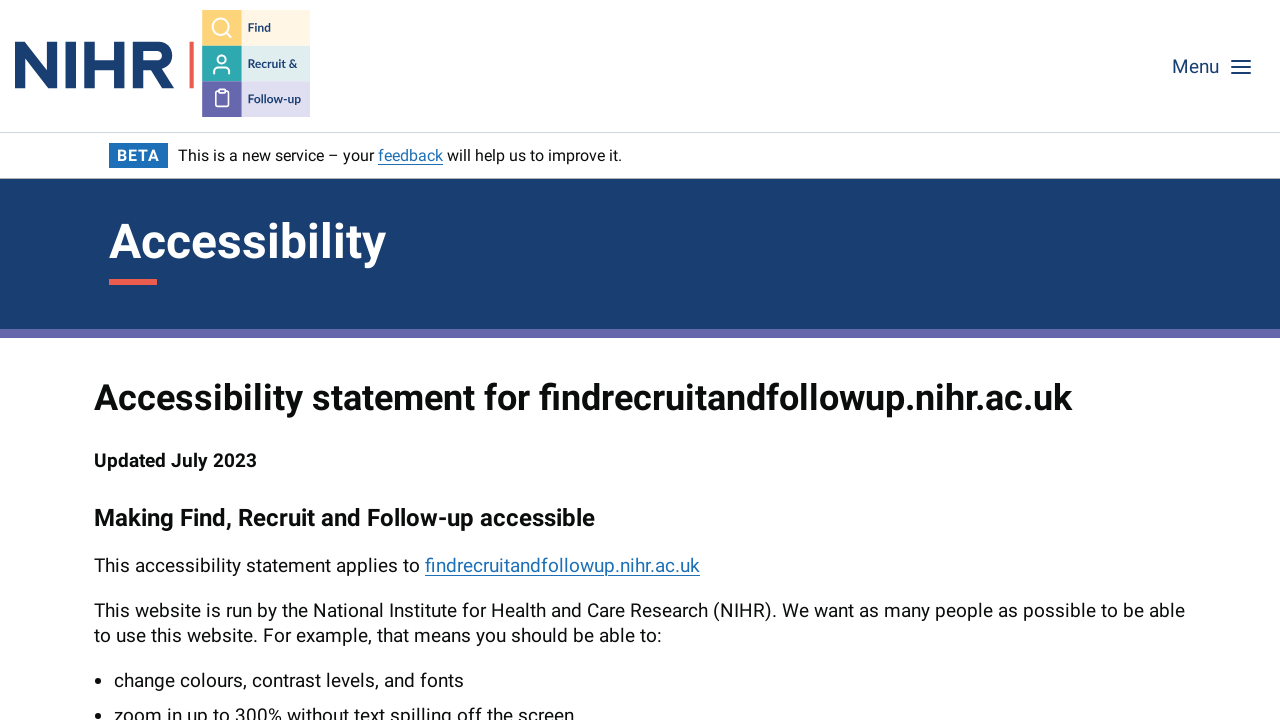 NIHR
Find
Recruit &
Follow-up
Menu
BETA This is a new service – your feedback will help us to improve it.
Accessibility
Accessibility statement for findrecruitandfollowup.nihr.ac.uk
Updated July 2023
Making Find, Recruit and Follow-up accessible
This accessibility statement applies to findrecruitandfollowup.nihr.ac.uk
This website is run by the National Institute for Health and Care Research (NIHR). We want as many people as possible to be able
to use this website. For example, that means you should be able to:
• change colours, contrast levels, and fonts
• zoom in up to 300% without text spilling off the screen